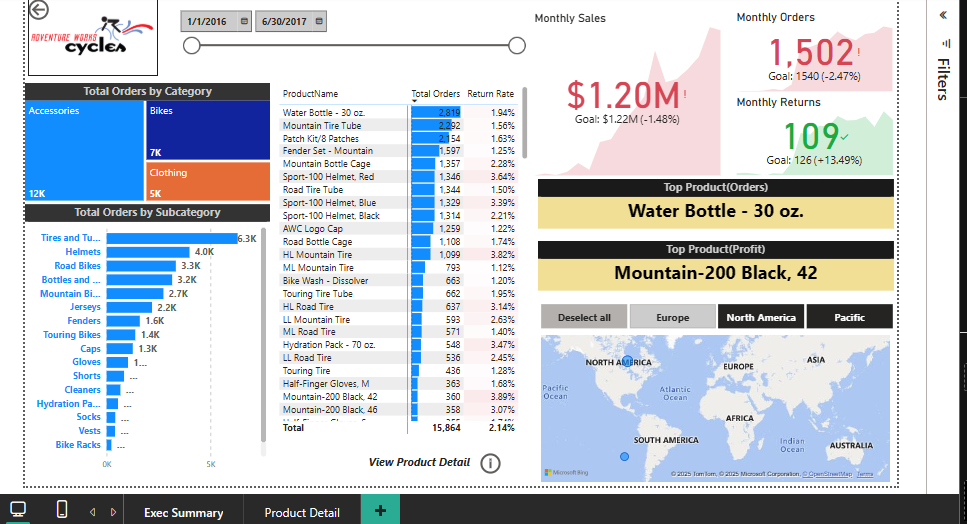 ADVENTURE WORKS
cycles
1/1/2016 6/30/2017
Total Orders by Category
Accessories
12K
Bikes
7K
Clothing
5K
Total Orders by Subcategory
Tires and Tu... 6.3K
Helmets 4.0K
Road Bikes 3.3K
Bottles and ... 3.2K
Mountain Bi... 2.7K
Jerseys 2.2K
Fenders 1.6K
Touring Bikes 1.4K
Caps 1.3K
Gloves 1...
Shorts ...
Cleaners ...
Hydration Pa... ...
Socks ...
Vests ...
Bike Racks ...
0K 5K
ProductName Total Orders Return Rate
Water Bottle - 30 oz. 2,819 1.94%
Mountain Tire Tube 2,292 1.56%
Patch Kit/8 Patches 2,154 1.63%
Fender Set - Mountain 1,597 1.25%
Mountain Bottle Cage 1,357 2.28%
Sport-100 Helmet, Red 1,346 3.64%
Road Tire Tube 1,344 1.50%
Sport-100 Helmet, Blue 1,329 3.39%
Sport-100 Helmet, Black 1,314 2.21%
AWC Logo Cap 1,259 1.22%
Road Bottle Cage 1,108 1.74%
HL Mountain Tire 1,099 3.82%
ML Mountain Tire 793 1.12%
Bike Wash - Dissolver 663 1.20%
Touring Tire Tube 662 1.95%
HL Road Tire 637 3.14%
LL Mountain Tire 593 2.63%
ML Road Tire 571 1.40%
Hydration Pack - 70 oz. 548 3.47%
LL Road Tire 536 2.45%
Touring Tire 436 1.28%
Half-Finger Gloves, M 363 1.68%
Mountain-200 Black, 42 360 3.89%
Mountain-200 Black, 46 358 3.07%
Total 15,864 2.14%
View Product Detail
Monthly Sales
$1.20M!
Goal: $1.22M (-1.48%)
Monthly Orders
1,502!
Goal: 1540 (-2.47%)
Monthly Returns
109
Goal: 126 (+13.49%)
Top Product(Orders)
Water Bottle - 30 oz.
Top Product(Profit)
Mountain-200 Black, 42
Deselect all Europe North America Pacific
NORTH AMERICA
EUROPE
ASIA
Pacific
Ocean
Atlantic
Ocean
AFRICA
SOUTH AMERICA
Indian
Ocean
AUSTRALIA
Microsoft Bing
© 2025 TomTom, © 2025 Microsoft Corporation, © OpenStreetMap Terms
Filters
Exec Summary Product Detail +